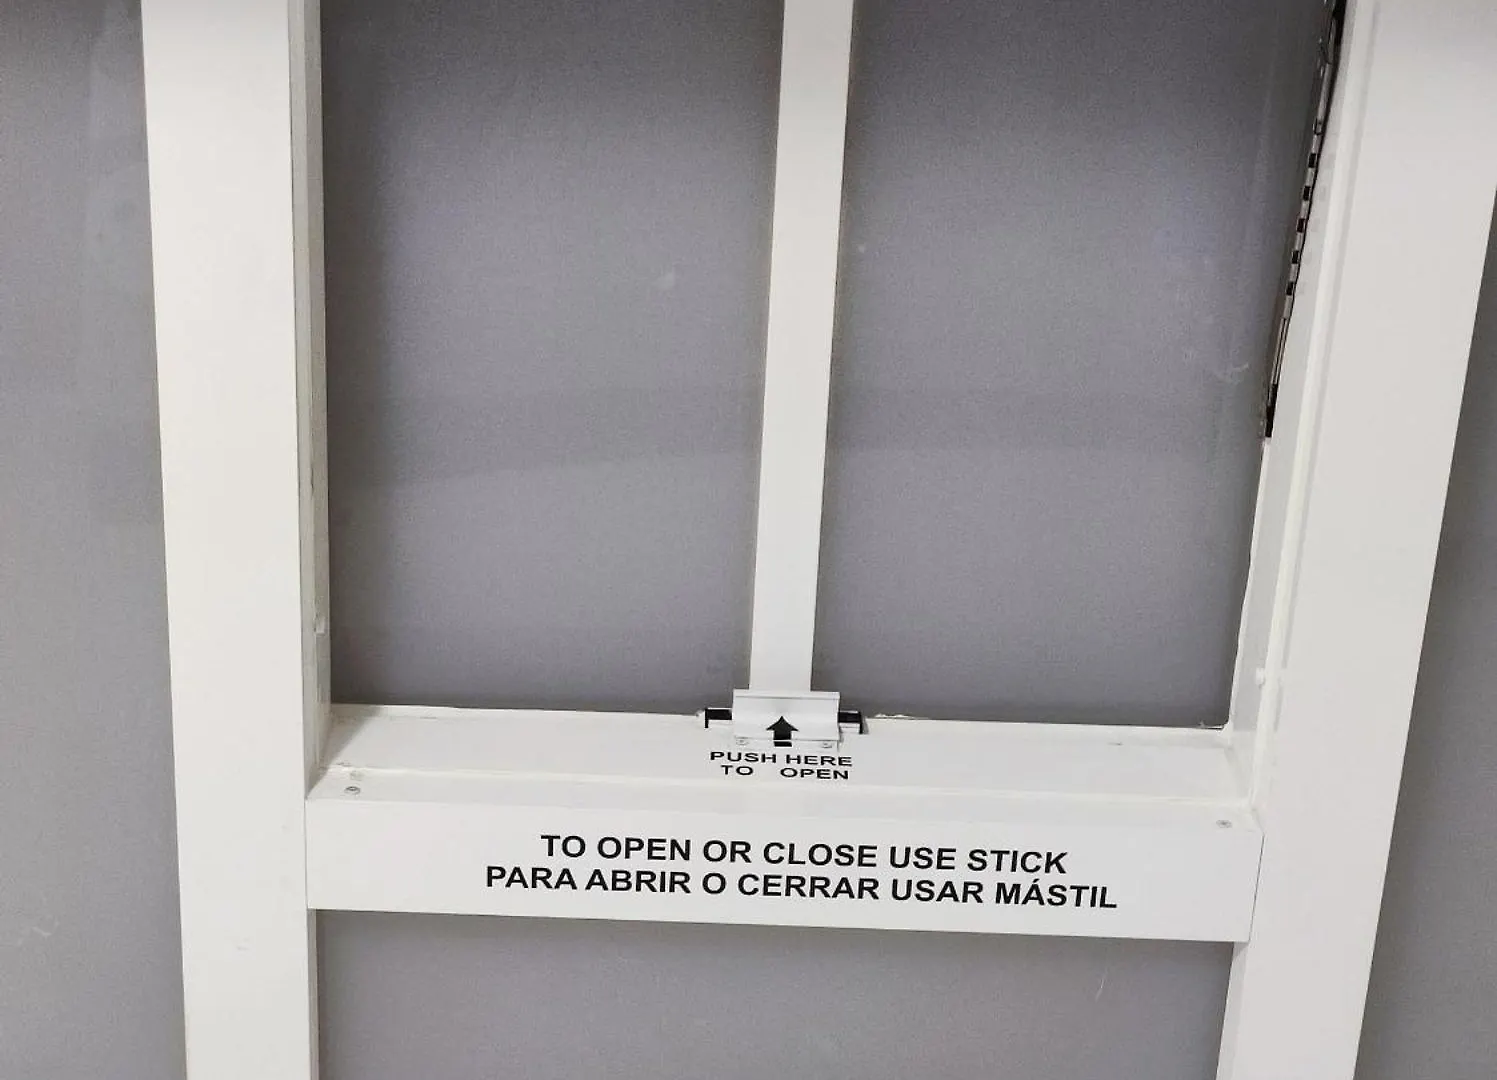 PUSH HERE
TO OPEN
TO OPEN OR CLOSE USE STICK
PARA ABRIR O CERRAR USAR MÁSTIL